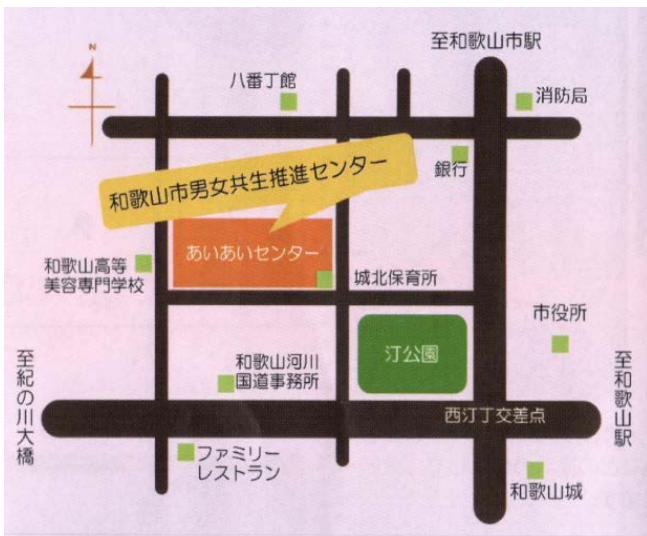 至和歌山市駅
N
八番丁館
消防局
銀行
和歌山市男女共生推進センター
あいあいセンター
和歌山高等
美容専門学校
城北保育所
市役所
汀公園
和歌山河川
国道事務所
至紀の川大橋
至和歌山駅
西汀丁交差点
ファミリー
レストラン
和歌山城